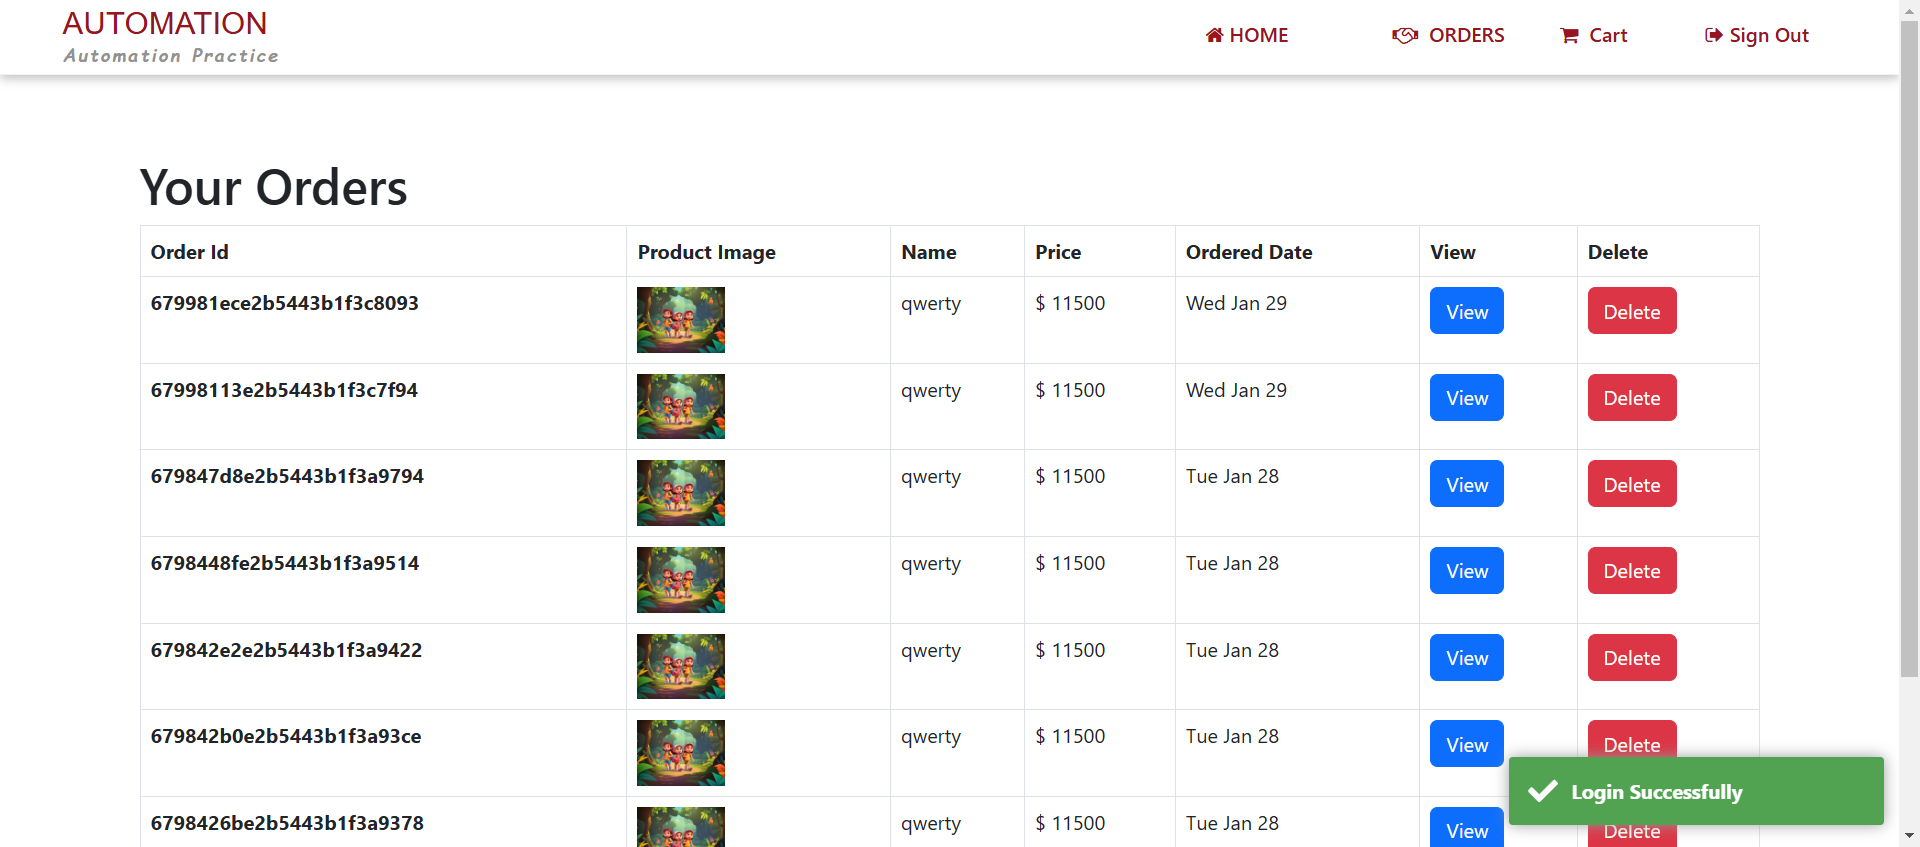 AUTOMATION
Automation Practice
HOME
ORDERS
Cart
Sign Out
Your Orders
Order Id Product Image Name Price Ordered Date View Delete
679981ece2b5443b1f3c8093 qwerty $ 11500 Wed Jan 29 View Delete
67998113e2b5443b1f3c7f94 qwerty $ 11500 Wed Jan 29 View Delete
679847d8e2b5443b1f3a9794 qwerty $ 11500 Tue Jan 28 View Delete
6798448fe2b5443b1f3a9514 qwerty $ 11500 Tue Jan 28 View Delete
679842e2e2b5443b1f3a9422 qwerty $ 11500 Tue Jan 28 View Delete
679842b0e2b5443b1f3a93ce qwerty $ 11500 Tue Jan 28 View Delete
Login Successfully
6798426be2b5443b1f3a9378 qwerty $ 11500 Tue Jan 28 View Delete